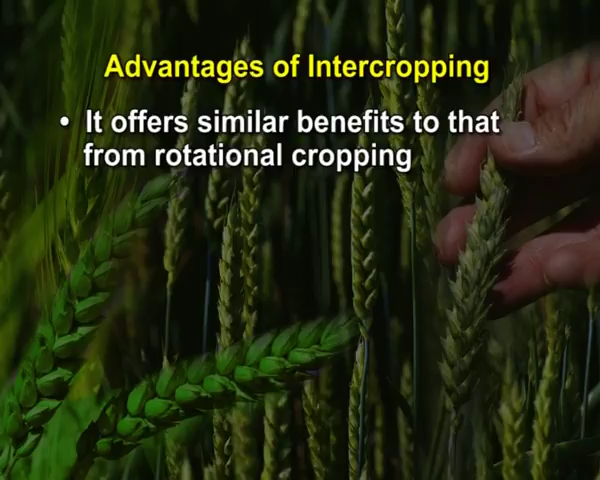 Advantages of Intercropping
• It offers similar benefits to that
from rotational cropping